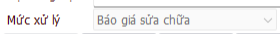 Mức xử lý Báo giá sửa chữa